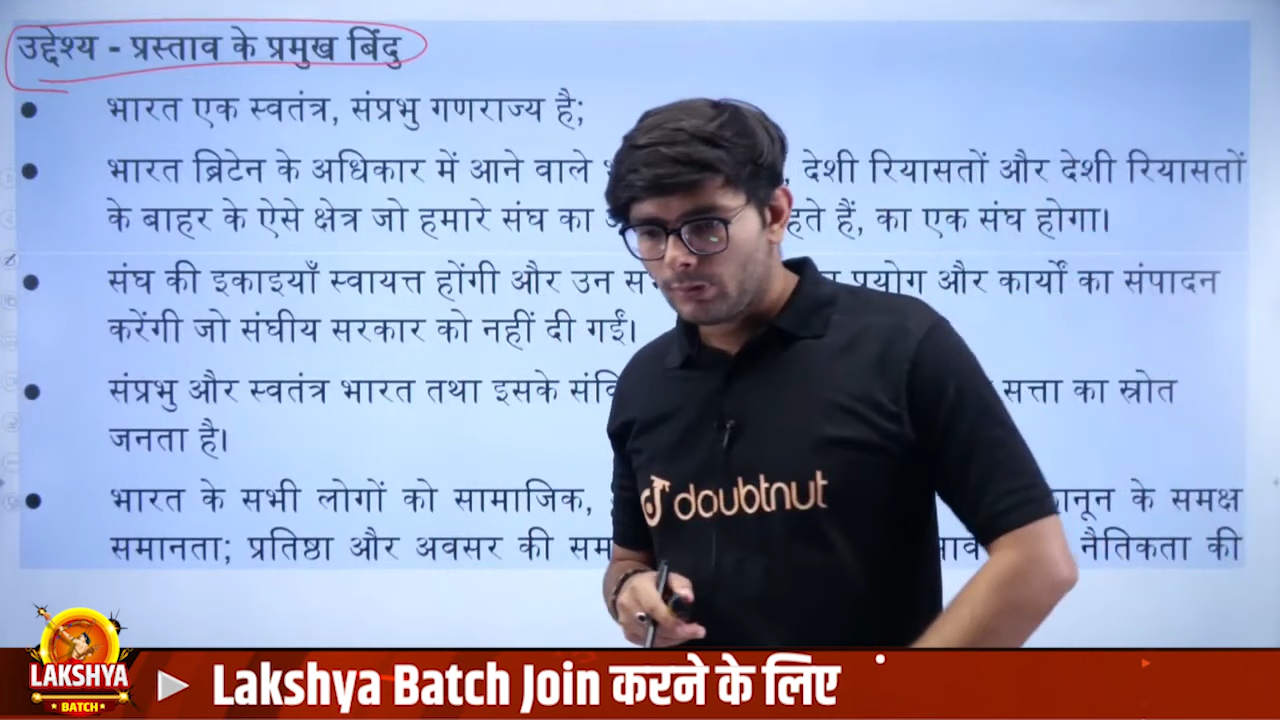 उद्देश्य - प्रस्ताव के प्रमुख बिंदु
भारत एक स्वतंत्र, संप्रभु गणराज्य है;
भारत ब्रिटेन के अधिकार में आने वाले देशी रियासतों और देशी रियासतों
के बाहर के ऐसे क्षेत्र जो हमारे संघ का हैं, का एक संघ होगा।
संघ की इकाइयाँ स्वायत्त होंगी और उन प्रयोग और कार्यों का संपादन
करेंगी जो संघीय सरकार को नहीं दी गईं।
संप्रभु और स्वतंत्र भारत तथा इसके सत्ता का स्रोत
जनता है।
भारत के सभी लोगों को सामाजिक, के समक्ष
समानता; प्रतिष्ठा और अवसर की नैतिकता की
doubtnut
LAKSHYA
BATCH
Lakshya Batch Join करने के लिए